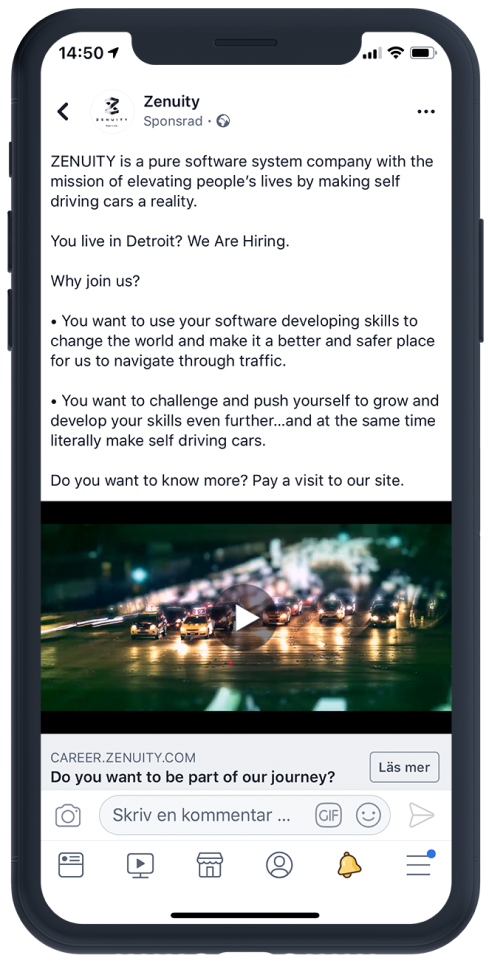 14:50
Zenuity
Sponsrad ·
ZENUITY
ZENUITY is a pure software system company with the
mission of elevating people's lives by making self
driving cars a reality.
You live in Detroit? We Are Hiring.
Why join us?
• You want to use your software developing skills to
change the world and make it a better and safer place
for us to navigate through traffic.
• You want to challenge and push yourself to grow and
develop your skills even further...and at the same time
literally make self driving cars.
Do you want to know more? Pay a visit to our site.
CAREER.ZENUITY.COM
Do you want to be part of our journey?
Läs mer
Skriv en kommentar ...
GIF